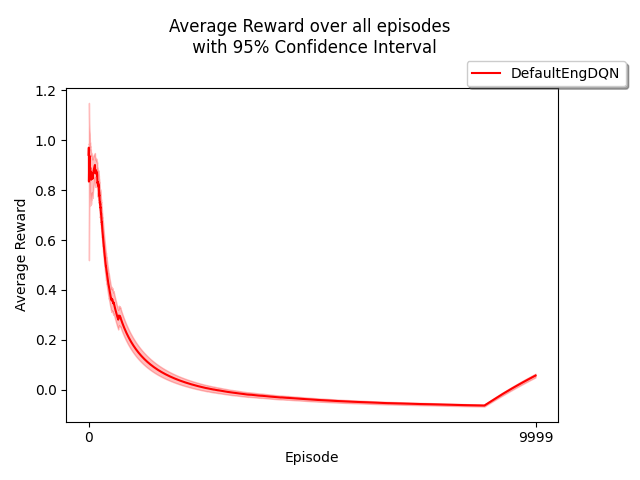 Average Reward over all episodes
with 95% Confidence Interval
DefaultEngDQN
1.2
1.0
0.8
0.6
0.4
0.2
0.0
Average Reward
0
9999
Episode